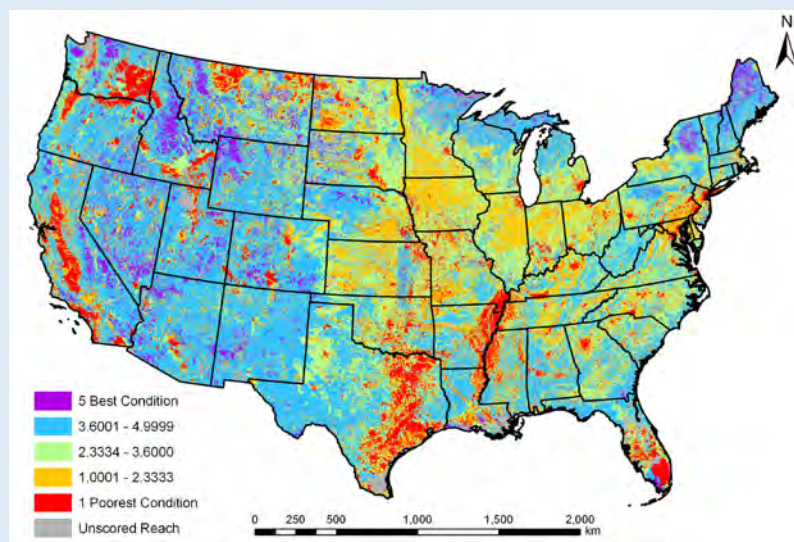 N
5 Best Condition
3.6001 - 4.9999
2.3334 - 3.6000
1.0001 - 2.3333
1 Poorest Condition
Unscored Reach
0 250 500 1,000 1,500 2,000
km